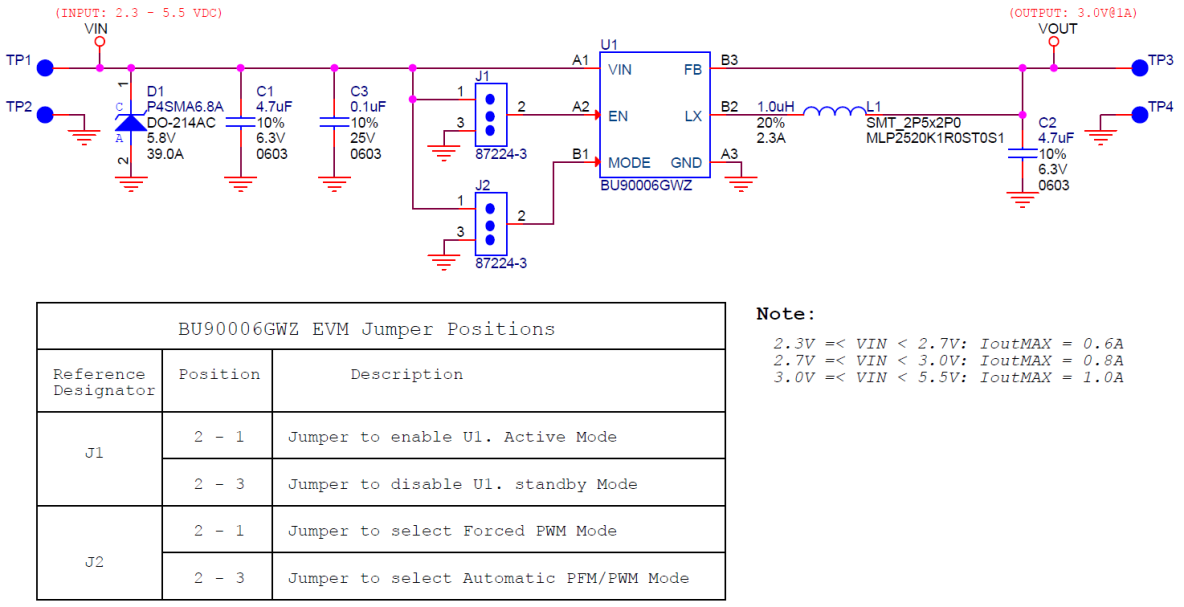 (INPUT: 2.3 - 5.5 VDC)
VIN
(OUTPUT: 3.0V@1A)
VOUT
TP1
TP2
1
C
A
2
D1
P4SMA6.8A
DO-214AC
5.8V
39.0A
C1
4.7uF
10%
6.3V
0603
C3
0.1uF
10%
25V
0603
J1
1
2
3
87224-3
J2
1
2
3
87224-3
U1
A1
VIN
A2
EN
B1
MODE
FB
B3
LX
B2
GND
A3
BU90006GWZ
1.0uH
20%
2.3A
L1
SMT_2P5x2P0
MLP2520K1R0ST0S1
C2
4.7uF
10%
6.3V
0603
TP3
TP4
BU90006GWZ EVM Jumper Positions
Reference Designator
Position
Description
J1
2 - 1
Jumper to enable U1. Active Mode
2 - 3
Jumper to disable U1. standby Mode
J2
2 - 1
Jumper to select Forced PWM Mode
2 - 3
Jumper to select Automatic PFM/PWM Mode
Note:
2.3V =< VIN < 2.7V: IoutMAX = 0.6A
2.7V =< VIN < 3.0V: IoutMAX = 0.8A
3.0V =< VIN < 5.5V: IoutMAX = 1.0A